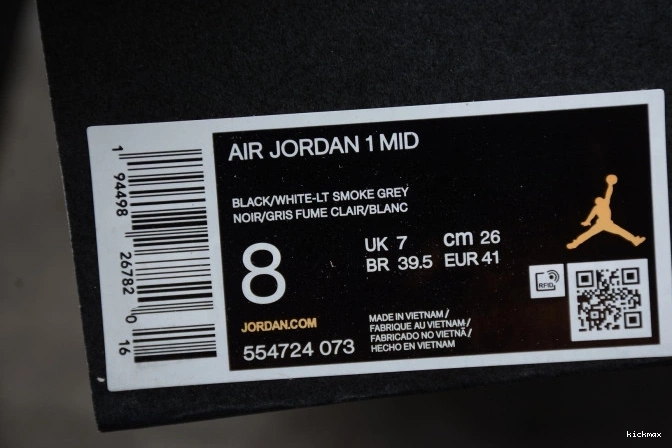 AIR JORDAN 1 MID
BLACK/WHITE-LT SMOKE GREY
NOIR/GRIS FUME CLAIR/BLANC
8
UK 7 cm 26
BR 39.5 EUR 41
JORDAN.COM
554724 073
MADE IN VIETNAM /
FABRIQUE AU VIETNAM /
FABRICADO NO VIETNÃ /
HECHO EN VIETNAM
RFID
1 94498 26782 0 16
kickmax